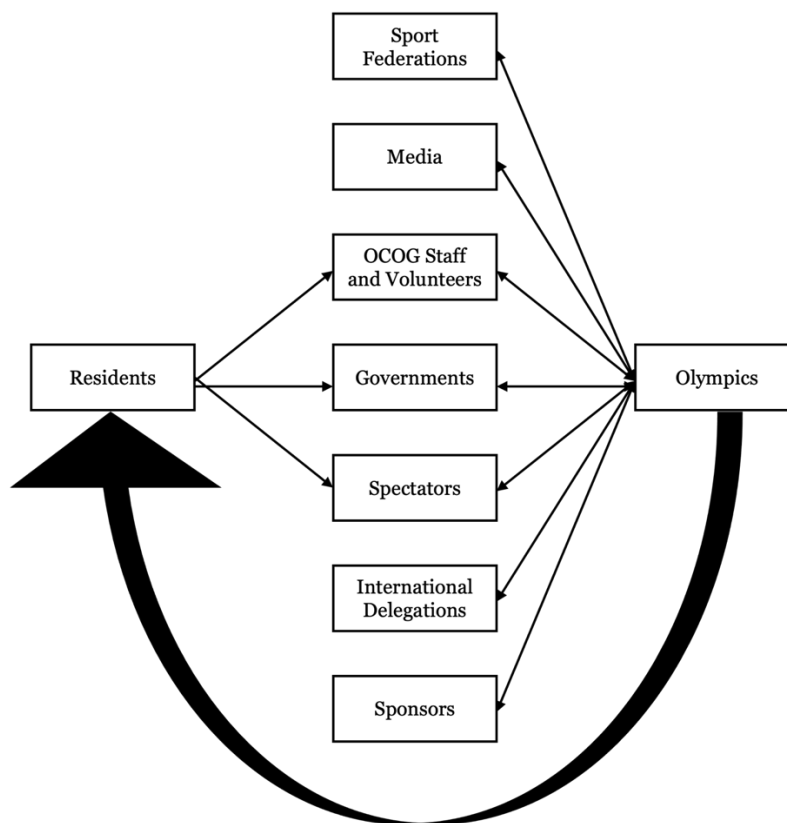 Sport
Federations
Media
OCOG Staff
and Volunteers
Residents
Governments
Olympics
Spectators
International
Delegations
Sponsors